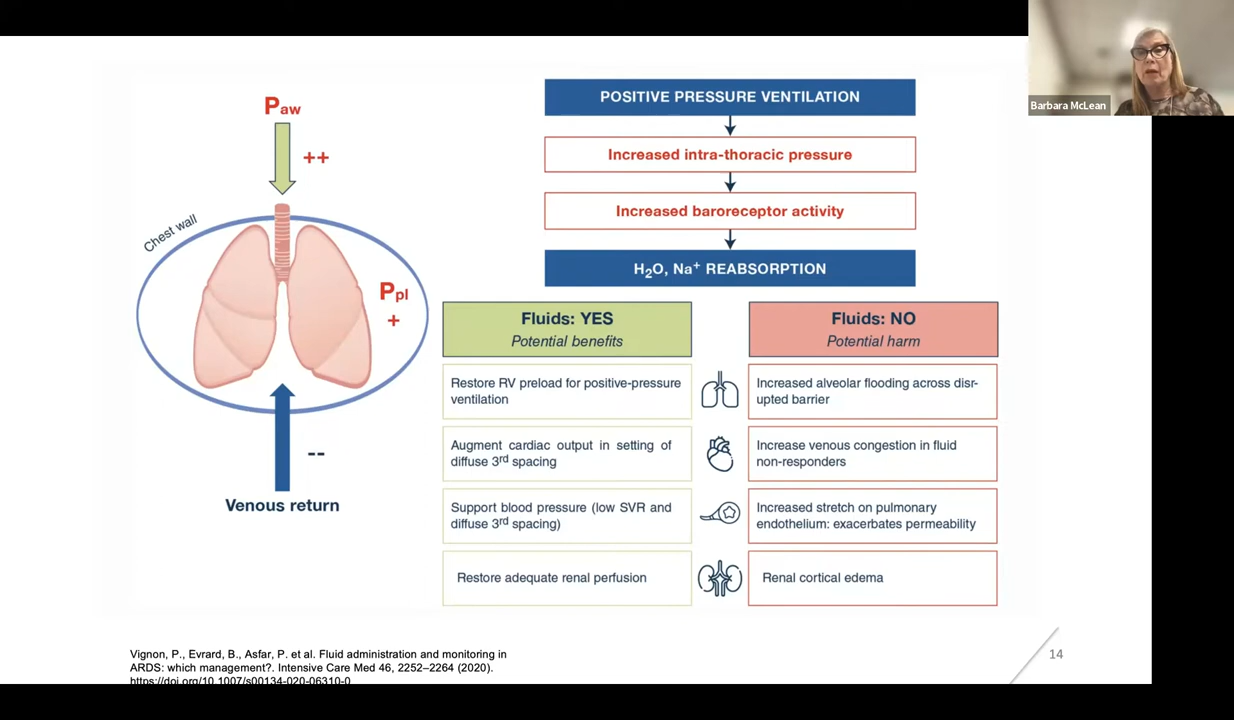 Barbara McLean
Paw
++
Chest wall
Ppl
+
--
Venous return
POSITIVE PRESSURE VENTILATION
Increased intra-thoracic pressure
Increased baroreceptor activity
H2O, Na+ REABSORPTION
Fluids: YES
Potential benefits
Restore RV preload for positive-pressure
ventilation
Augment cardiac output in setting of
diffuse 3rd spacing
Support blood pressure (low SVR and
diffuse 3rd spacing)
Restore adequate renal perfusion
Fluids: NO
Potential harm
Increased alveolar flooding across disr-
upted barrier
Increase venous congestion in fluid
non-responders
Increased stretch on pulmonary
endothelium: exacerbates permeability
Renal cortical edema
Vignon, P., Evrard, B., Asfar, P. et al. Fluid administration and monitoring in
ARDS: which management?. Intensive Care Med 46, 2252–2264 (2020).
https://doi.org/10.1007/s00134-020-06310-0
14